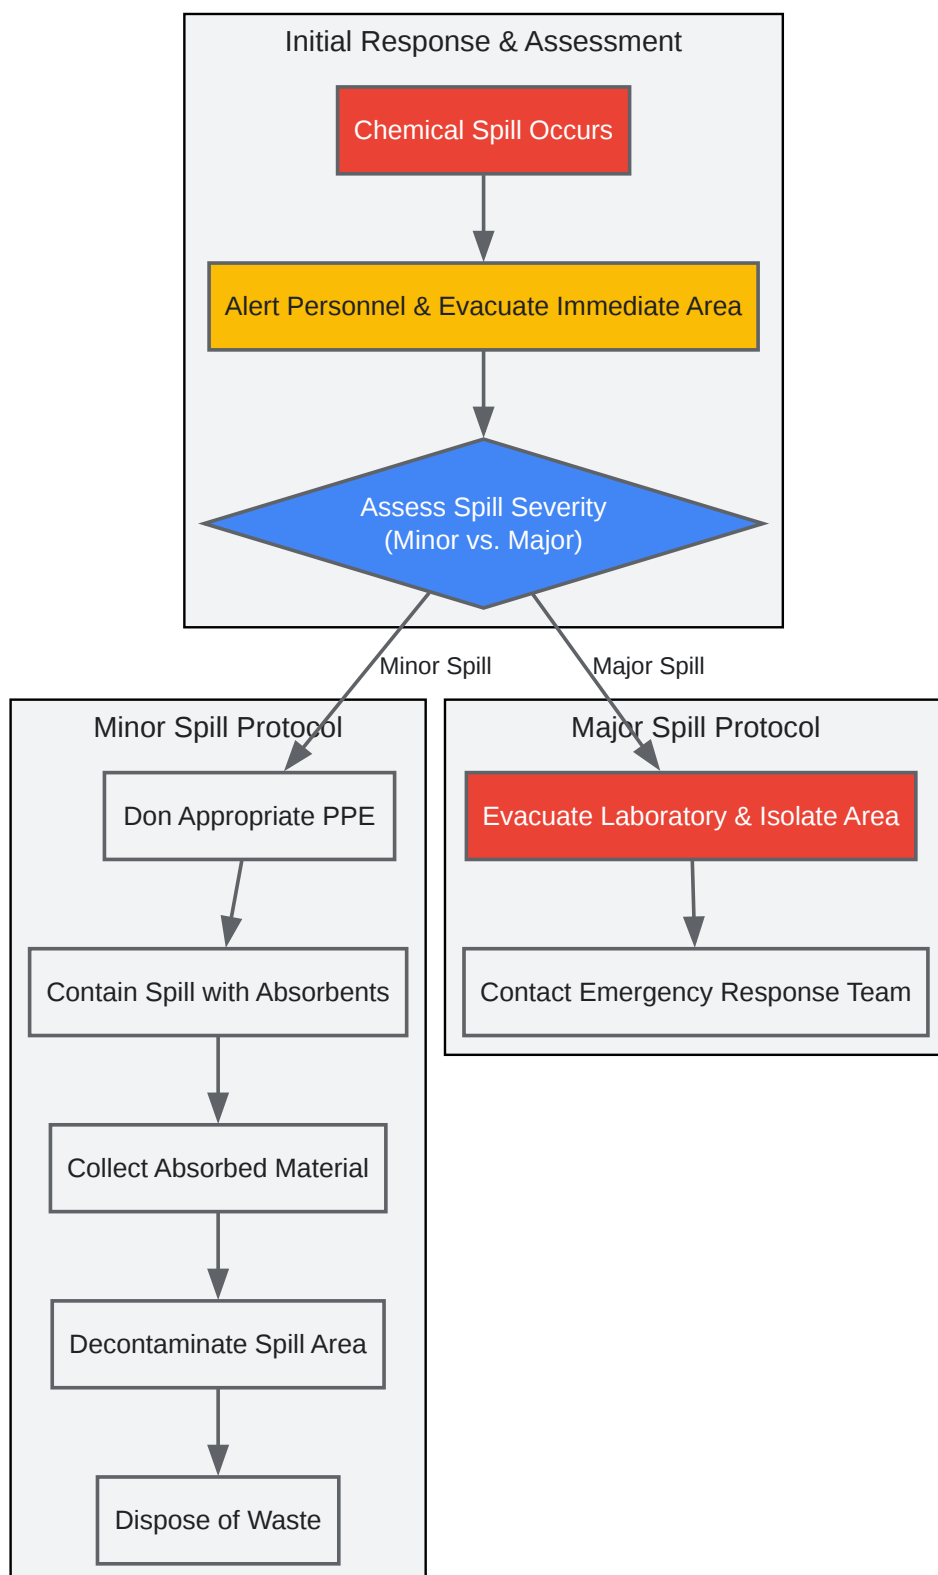 Initial Response & Assessment
Chemical Spill Occurs
Alert Personnel & Evacuate Immediate Area
Assess Spill Severity
(Minor vs. Major)
Minor Spill
Major Spill
Minor Spill Protocol
Don Appropriate PPE
Contain Spill with Absorbents
Collect Absorbed Material
Decontaminate Spill Area
Dispose of Waste
Major Spill Protocol
Evacuate Laboratory & Isolate Area
Contact Emergency Response Team